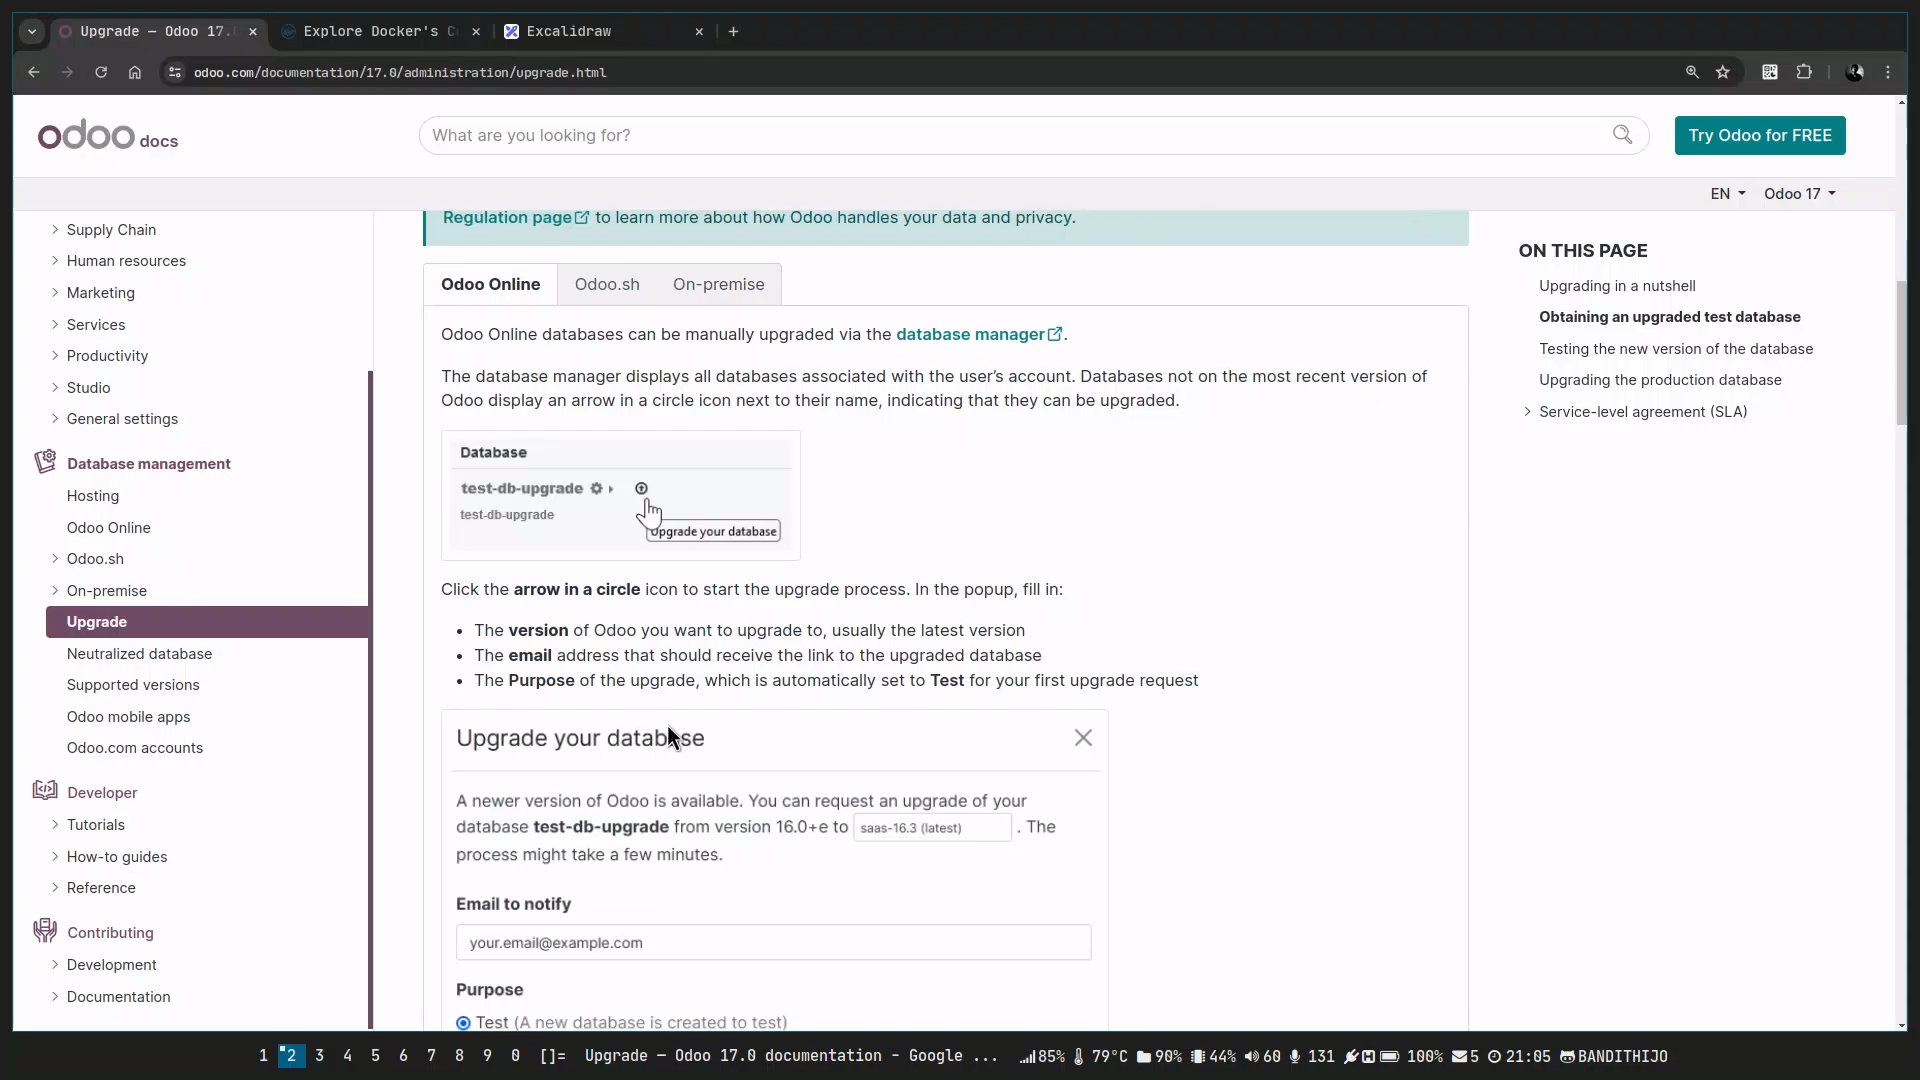 Upgrade — Odoo 17.
Explore Docker's C
Excalidraw
odoo.com/documentation/17.0/administration/upgrade.html
odoo docs
What are you looking for?
Try Odoo for FREE
EN
Odoo 17
Supply Chain
Human resources
Marketing
Services
Productivity
Studio
General settings
Database management
Hosting
Odoo Online
Odoo.sh
On-premise
Upgrade
Neutralized database
Supported versions
Odoo mobile apps
Odoo.com accounts
Developer
Tutorials
How-to guides
Reference
Contributing
Development
Documentation
Regulation page to learn more about how Odoo handles your data and privacy.
Odoo Online
Odoo.sh
On-premise
Odoo Online databases can be manually upgraded via the database manager.
The database manager displays all databases associated with the user's account. Databases not on the most recent version of
Odoo display an arrow in a circle icon next to their name, indicating that they can be upgraded.
Database
test-db-upgrade
test-db-upgrade
Upgrade your database
Click the arrow in a circle icon to start the upgrade process. In the popup, fill in:
• The version of Odoo you want to upgrade to, usually the latest version
• The email address that should receive the link to the upgraded database
• The Purpose of the upgrade, which is automatically set to Test for your first upgrade request
Upgrade your database
A newer version of Odoo is available. You can request an upgrade of your
database test-db-upgrade from version 16.0+e to saas-16.3 (latest) . The
process might take a few minutes.
Email to notify
your.email@example.com
Purpose
Test (A new database is created to test)
ON THIS PAGE
Upgrading in a nutshell
Obtaining an upgraded test database
Testing the new version of the database
Upgrading the production database
Service-level agreement (SLA)
1 2 3 4 5 6 7 8 9 0 []= Upgrade — Odoo 17.0 documentation - Google ... 85% 79°C 90% 44% 60 131 100% 5 21:05 BANDITHIJO